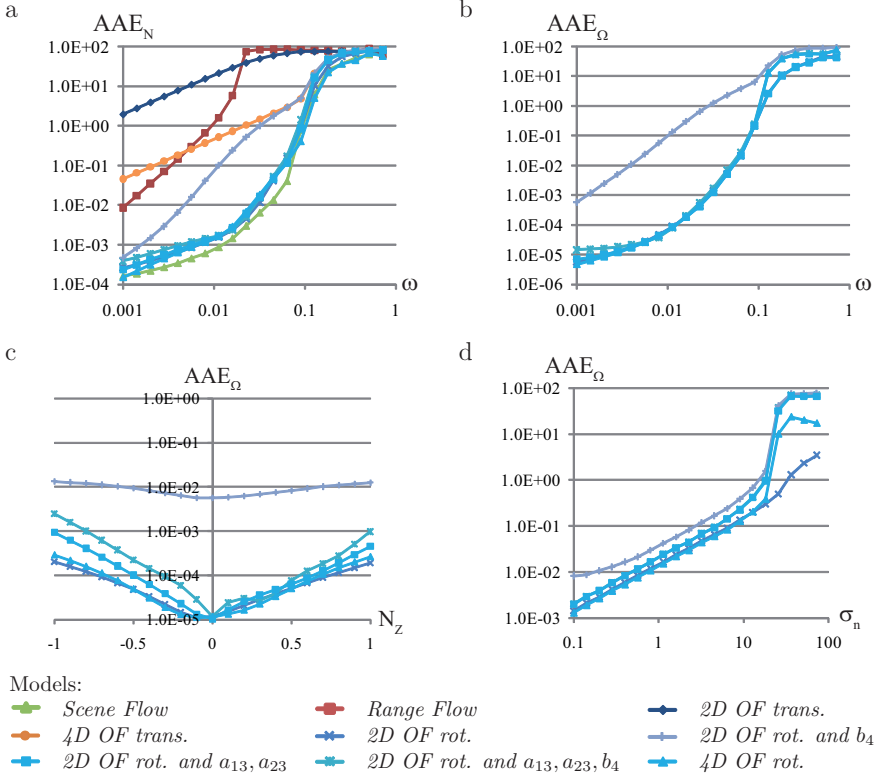 a
AAE_N
1.0E+02
1.0E+01
1.0E+00
1.0E-01
1.0E-02
1.0E-03
1.0E-04
0.001 0.01 0.1 1
ω
b
AAE_Ω
1.0E+02
1.0E+01
1.0E+00
1.0E-01
1.0E-02
1.0E-03
1.0E-04
1.0E-05
1.0E-06
0.001 0.01 0.1 1
ω
c
AAE_Ω
1.0E+00
1.0E-01
1.0E-02
1.0E-03
1.0E-04
1.0E-05
-1 -0.5 0 0.5 1
N_Z
d
AAE_Ω
1.0E+02
1.0E+01
1.0E+00
1.0E-01
1.0E-02
1.0E-03
0.1 1 10 100
σ_n
Models:
Scene Flow Range Flow 2D OF trans.
4D OF trans. 2D OF rot. 2D OF rot. and b_4
2D OF rot. and a_13, a_23 2D OF rot. and a_13, a_23, b_4 4D OF rot.